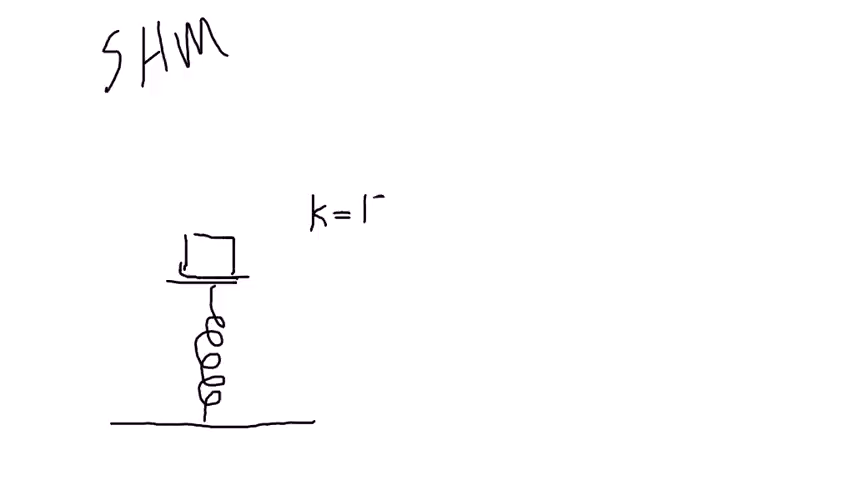 SHM
k = 1